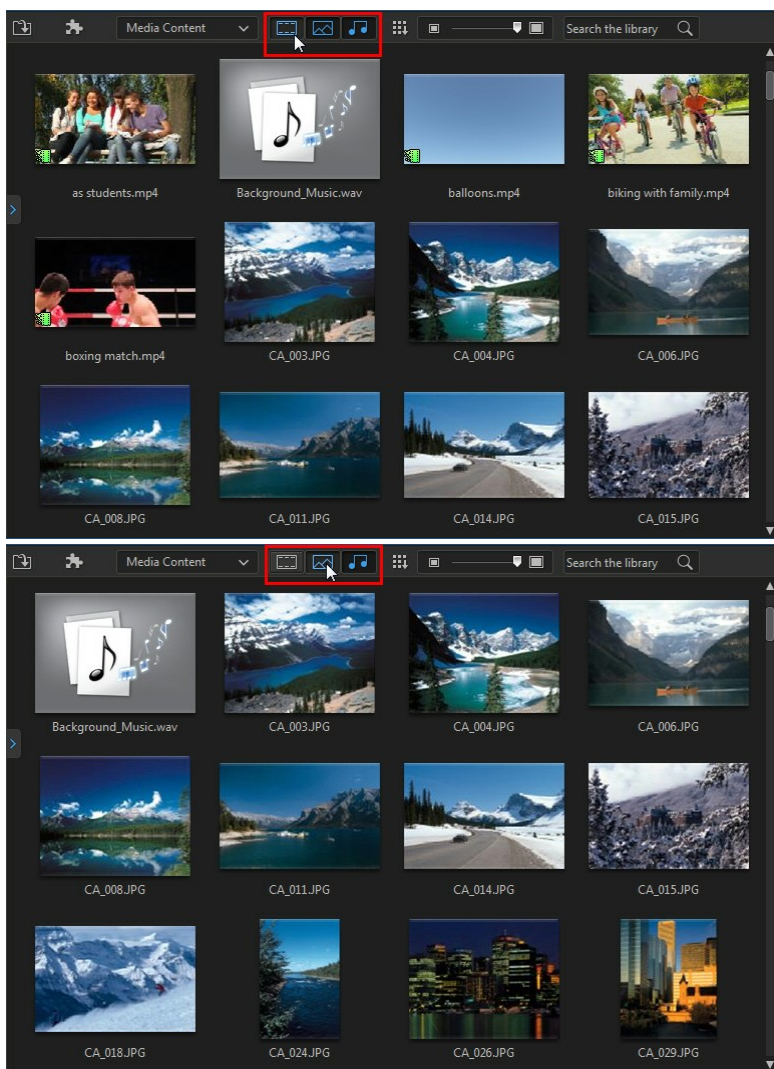 Media Content
Search the library
as students.mp4
Background_Music.wav
balloons.mp4
biking with family.mp4
boxing match.mp4
CA_003.JPG
CA_004.JPG
CA_006.JPG
CA_008.JPG
CA_011.JPG
CA_014.JPG
CA_015.JPG
Media Content
Search the library
Background_Music.wav
CA_003.JPG
CA_004.JPG
CA_006.JPG
CA_008.JPG
CA_011.JPG
CA_014.JPG
CA_015.JPG
CA_018.JPG
CA_024.JPG
CA_026.JPG
CA_029.JPG